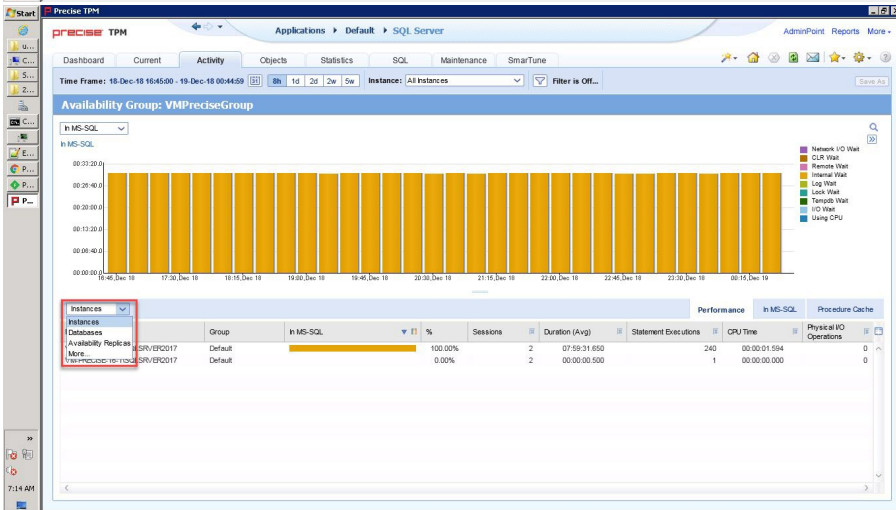 Start
Precise TPM
precise TPM
Applications Default SQL Server
AdminPoint Reports More
Dashboard Current Activity Objects Statistics SQL Maintenance SmarTune
Time Frame: 18-Dec-18 16:45:00 - 19-Dec-18 00:44:59 8h 1d 2d 2w 5w Instance: All Instances Filter is Off... Save As
Availability Group: VMPreciseGroup
In MS-SQL
In MS-SQL
Network I/O Wait
CLR Wait
Remote Wait
Internal Wait
Log Wait
Lock Wait
Tempdb Wait
I/O Wait
Using CPU
00:33:20.0
00:26:40.0
00:20:00.0
00:13:20.0
00:06:40.0
00:00:00.0
16:45,Dec 18 17:30,Dec 18 18:15,Dec 18 19:00,Dec 18 19:45,Dec 18 20:30,Dec 18 21:15,Dec 18 22:00,Dec 18 22:45,Dec 18 23:30,Dec 18 00:15,Dec 19
Instances
Performance In MS-SQL Procedure Cache
Instances
Databases
Availability Replicas
More...
Group In MS-SQL % Sessions Duration (Avg) Statement Executions CPU Time Physical I/O Operations
SRVER2017 Default 100.00% 2 07:59:31.650 240 00:00:01.594 0
VM-PRECISE-16-1\SQLSRVER2017 Default 0.00% 2 00:00:00.500 1 00:00:00.000 0
u...
C...
S...
2...
C...
E...
P...
P...
P...
7:14 AM